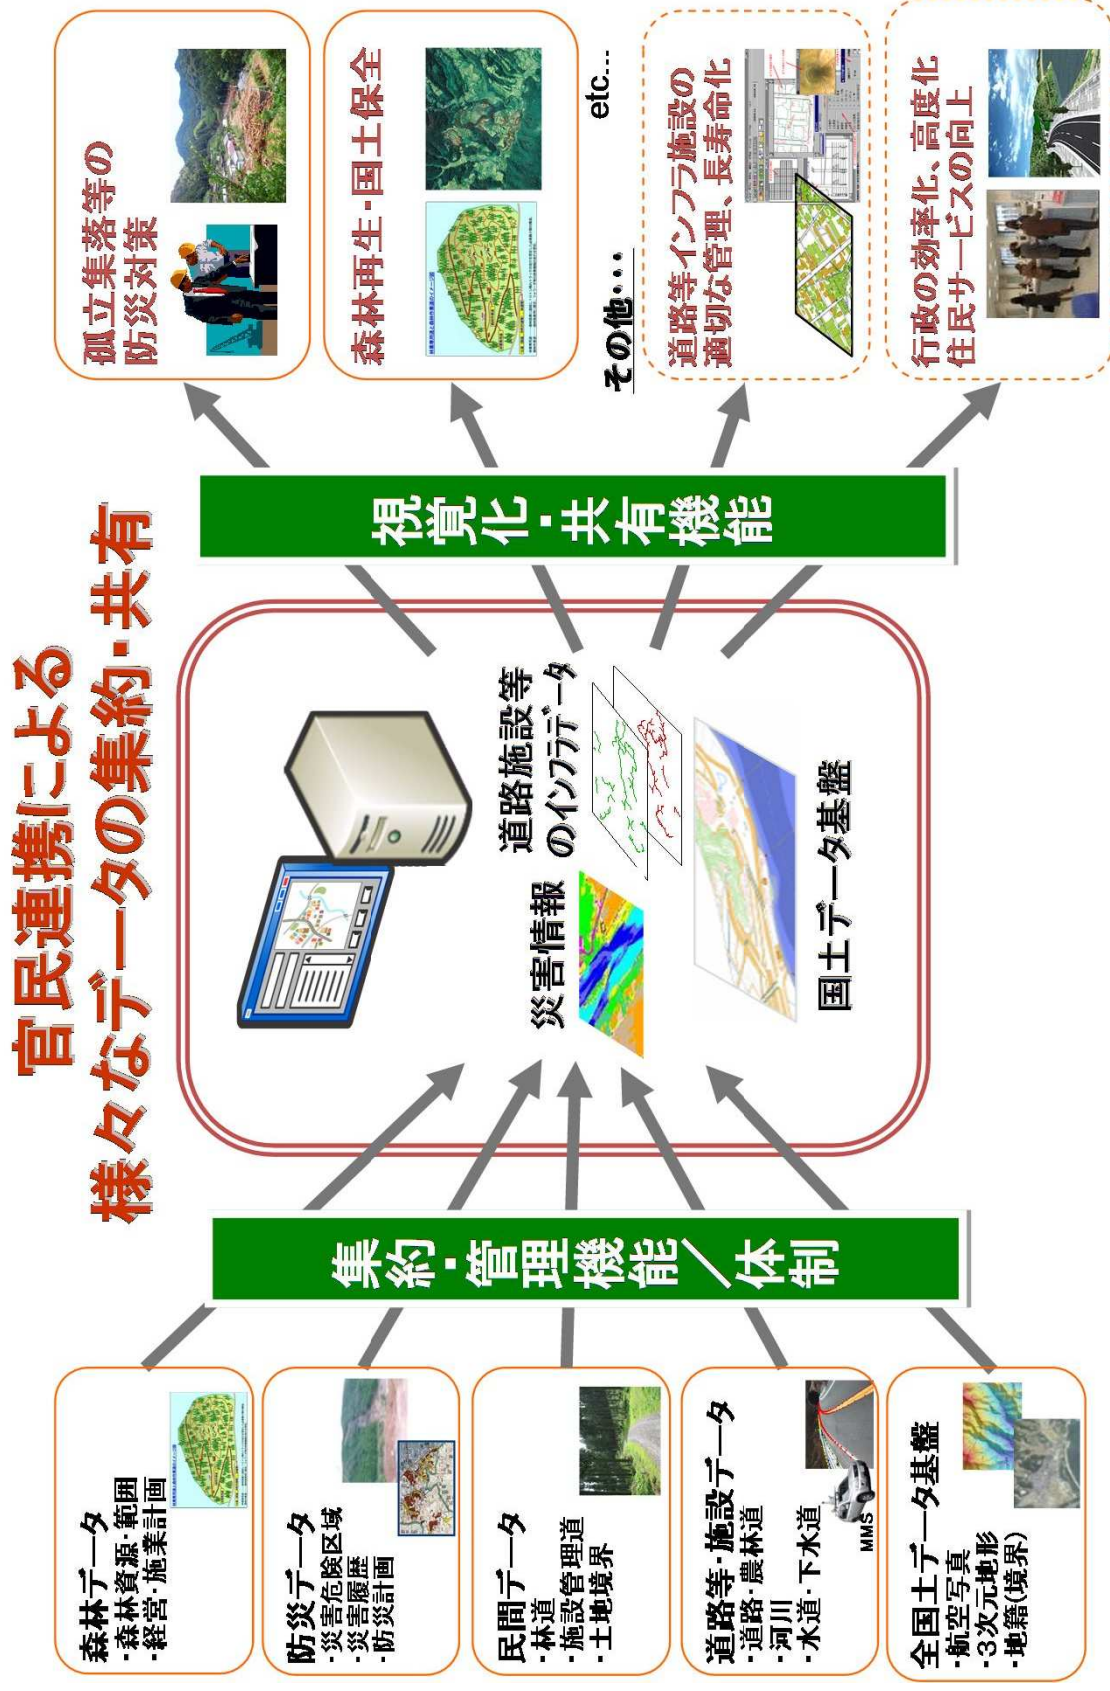 官民連携による
様々なデータの集約・共有
森林データ
・森林資源・範囲
・経営・施業計画
防災データ
・災害危険区域
・災害履歴
・防災計画
民間データ
・林道
・施設管理道
・土地境界
道路等・施設データ
・道路・農林道
・河川
・水道・下水道
MMS
全国土データ基盤
・航空写真
・3次元地形
・地籍(境界)
集約・管理機能／体制
災害情報
道路施設等
のインフラデータ
国土データ基盤
視覚化・共有機能
孤立集落等の
防災対策
森林再生・国土保全
その他・・・
etc...
道路等インフラ施設の
適切な管理、長寿命化
行政の効率化、高度化
住民サービスの向上